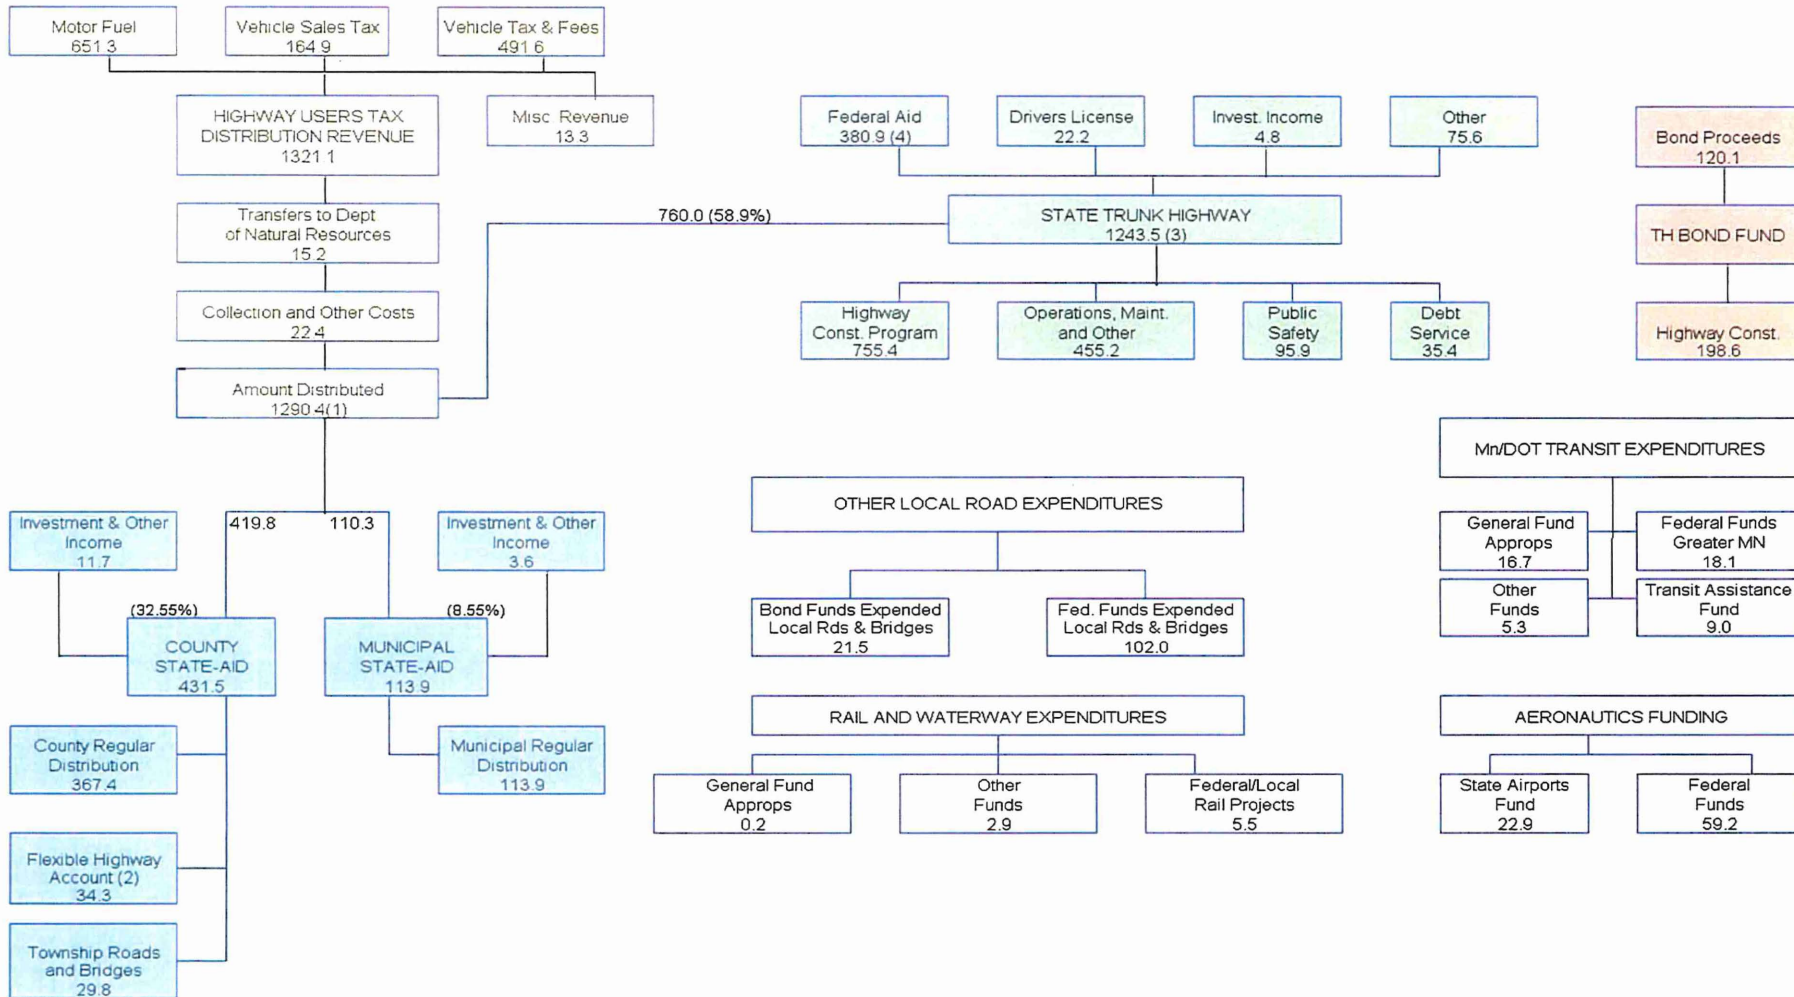 Motor Fuel
651.3
Vehicle Sales Tax
164.9
Vehicle Tax & Fees
491.6
HIGHWAY USERS TAX
DISTRIBUTION REVENUE
1321.1
Misc. Revenue
13.3
Transfers to Dept
of Natural Resources
15.2
Collection and Other Costs
22.4
Amount Distributed
1290.4(1)
760.0 (58.9%)
Federal Aid
380.9 (4)
Drivers License
22.2
Invest. Income
4.8
Other
75.6
STATE TRUNK HIGHWAY
1243.5 (3)
Highway
Const. Program
755.4
Operations, Maint.
and Other
455.2
Public
Safety
95.9
Debt
Service
35.4
Bond Proceeds
120.1
TH BOND FUND
Highway Const.
198.6
Investment & Other
Income
11.7
419.8
110.3
Investment & Other
Income
3.6
(32.55%)
(8.55%)
COUNTY
STATE-AID
431.5
MUNICIPAL
STATE-AID
113.9
County Regular
Distribution
367.4
Municipal Regular
Distribution
113.9
Flexible Highway
Account (2)
34.3
Township Roads
and Bridges
29.8
OTHER LOCAL ROAD EXPENDITURES
Bond Funds Expended
Local Rds & Bridges
21.5
Fed. Funds Expended
Local Rds & Bridges
102.0
RAIL AND WATERWAY EXPENDITURES
General Fund
Approps
0.2
Other
Funds
2.9
Federal/Local
Rail Projects
5.5
Mn/DOT TRANSIT EXPENDITURES
General Fund
Approps
16.7
Federal Funds
Greater MN
18.1
Other
Funds
5.3
Transit Assistance
Fund
9.0
AERONAUTICS FUNDING
State Airports
Fund
22.9
Federal
Funds
59.2